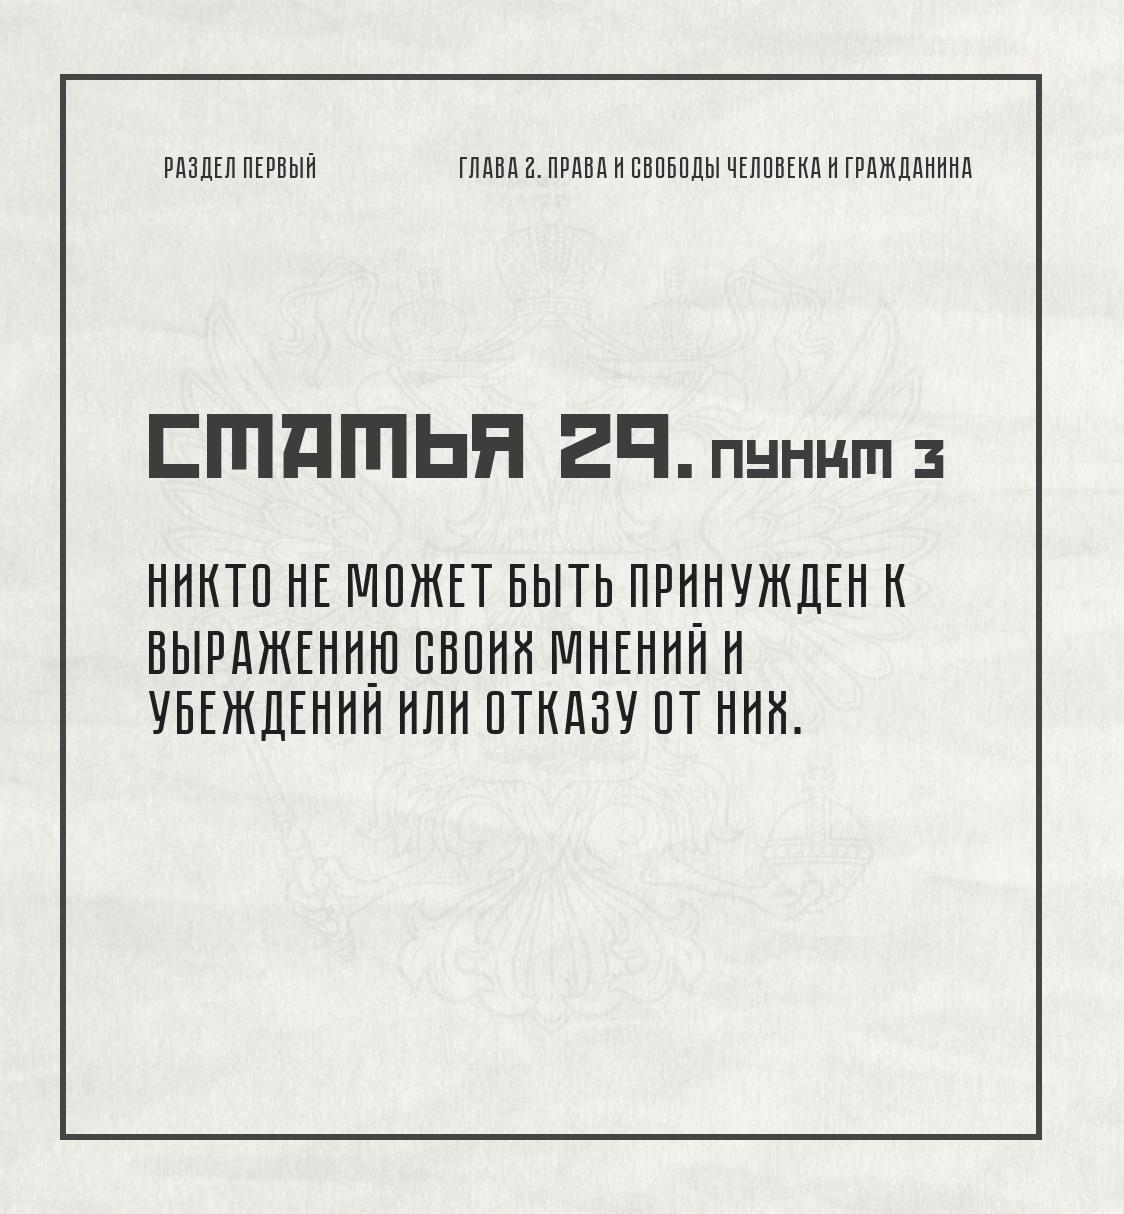 РАЗДЕЛ ПЕРВЫЙ ГЛАВА 2. ПРАВА И СВОБОДЫ ЧЕЛОВЕКА И ГРАЖДАНИНА
СТАТЬЯ 29. ПУНКТ 3
НИКТО НЕ МОЖЕТ БЫТЬ ПРИНУЖДЕН К
ВЫРАЖЕНИЮ СВОИХ МНЕНИЙ И
УБЕЖДЕНИЙ ИЛИ ОТКАЗУ ОТ НИХ.